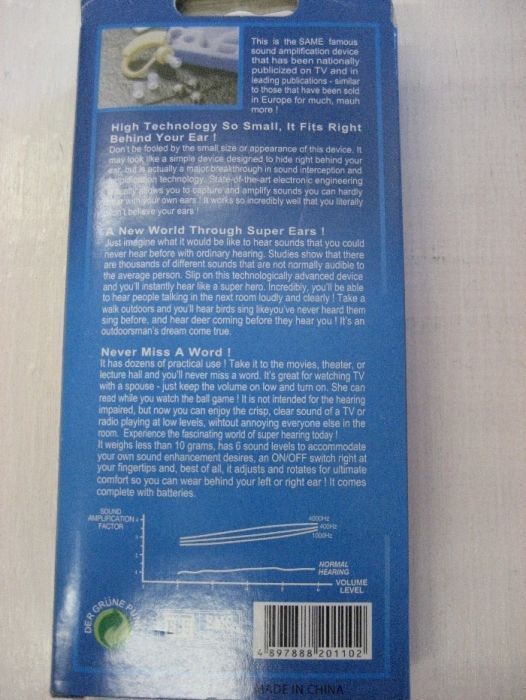 This is the SAME famous
sound amplification device
that has been nationally
publicized on TV and in
leading publications - similar
to those that have been sold
in Europe for much, mauh
more !
High Technology So Small, It Fits Right
Behind Your Ear !
Don't be fooled by the small size or appearance of this device. It
may look like a simple device designed to hide right behind your
ear, but is actually a major breakthrough in sound interception and
amplification technology. State-of-the-art electronic engineering
allows you to capture and amplify sounds you can hardly
hear with your own ears ! It works so incredibly well that you literally
won't believe your ears !
A New World Through Super Ears !
Just imagine what it would be like to hear sounds that you could
never hear before with ordinary hearing. Studies show that there
are thousands of different sounds that are not normally audible to
the average person. Slip on this technologically advanced device
and you'll instantly hear like a super hero. Incredibly, you'll be able
to hear people talking in the next room loudly and clearly ! Take a
walk outdoors and you'll hear birds sing likeyou've never heard them
sing before, and hear deer coming before they hear you ! It's an
outdoorsman's dream come true.
Never Miss A Word !
It has dozens of practical use ! Take it to the movies, theater, or
lecture hall and you'll never miss a word. It's great for watching TV
with a spouse - just keep the volume on low and turn on. She can
read while you watch the ball game ! It is not intended for the hearing
impaired, but now you can enjoy the crisp, clear sound of a TV or
radio playing at low levels, wihtout annoying everyone else in the
room. Experience the fascinating world of super hearing today !
It weighs less than 10 grams, has 6 sound levels to accommodate
your own sound enhancement desires, an ON/OFF switch right at
your fingertips and, best of all, it adjusts and rotates for ultimate
comfort so you can wear behind your left or right ear ! It comes
complete with batteries.
SOUND
AMPLIFICATION
FACTOR
4000Hz
400Hz
1000Hz
NORMAL
HEARING
VOLUME
LEVEL
DER GRÜNE
4 897888 201102
MADE IN CHINA